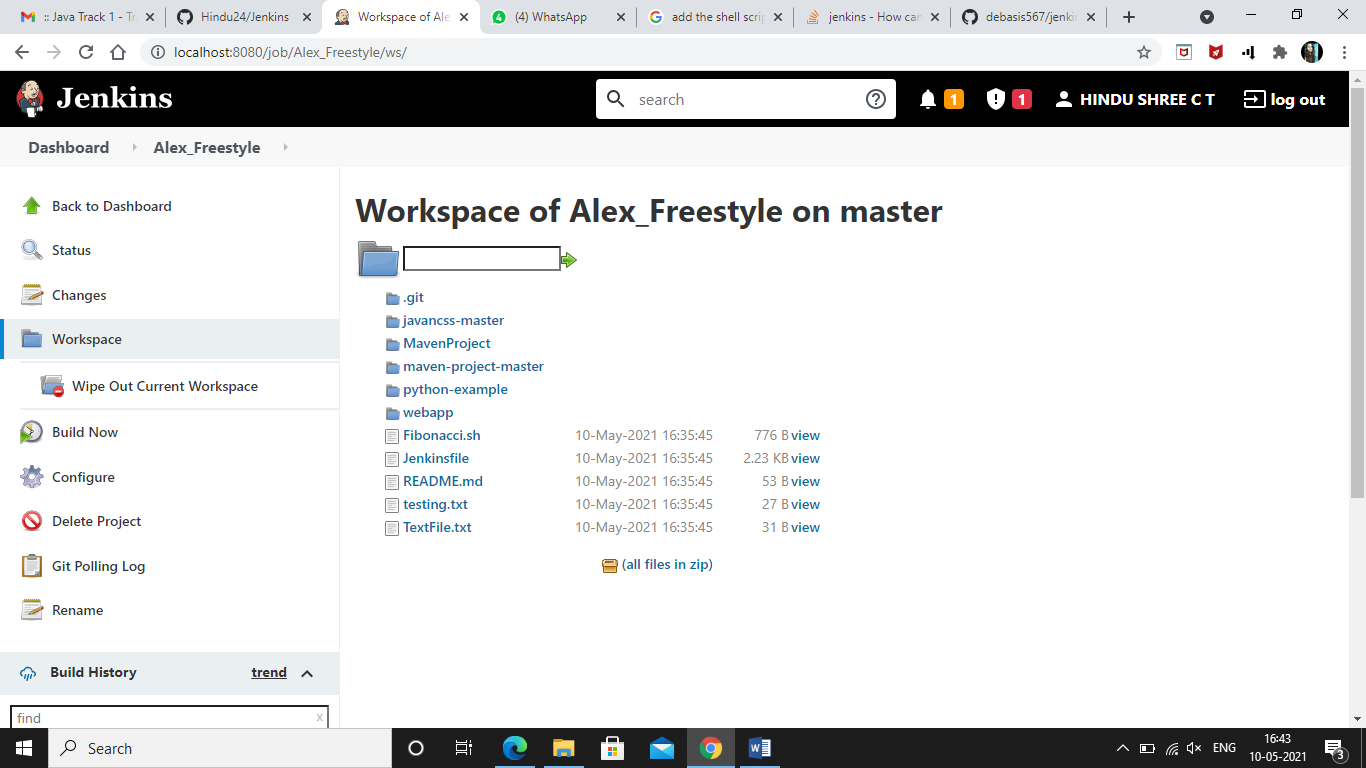 :: Java Track 1 - Tr
Hindu24/Jenkins
Workspace of Ale
(4) WhatsApp
add the shell scrip
jenkins - How can
debasis567/jenki
localhost:8080/job/Alex_Freestyle/ws/
Jenkins
search
1
1
HINDU SHREE C T
log out
Dashboard
Alex_Freestyle
Back to Dashboard
Status
Changes
Workspace
Wipe Out Current Workspace
Build Now
Configure
Delete Project
Git Polling Log
Rename
Build History
trend
find
x
Workspace of Alex_Freestyle on master
.git
javancss-master
MavenProject
maven-project-master
python-example
webapp
Fibonacci.sh 10-May-2021 16:35:45 776 B view
Jenkinsfile 10-May-2021 16:35:45 2.23 KB view
README.md 10-May-2021 16:35:45 53 B view
testing.txt 10-May-2021 16:35:45 27 B view
TextFile.txt 10-May-2021 16:35:45 31 B view
(all files in zip)
Search
ENG
16:43
10-05-2021
3